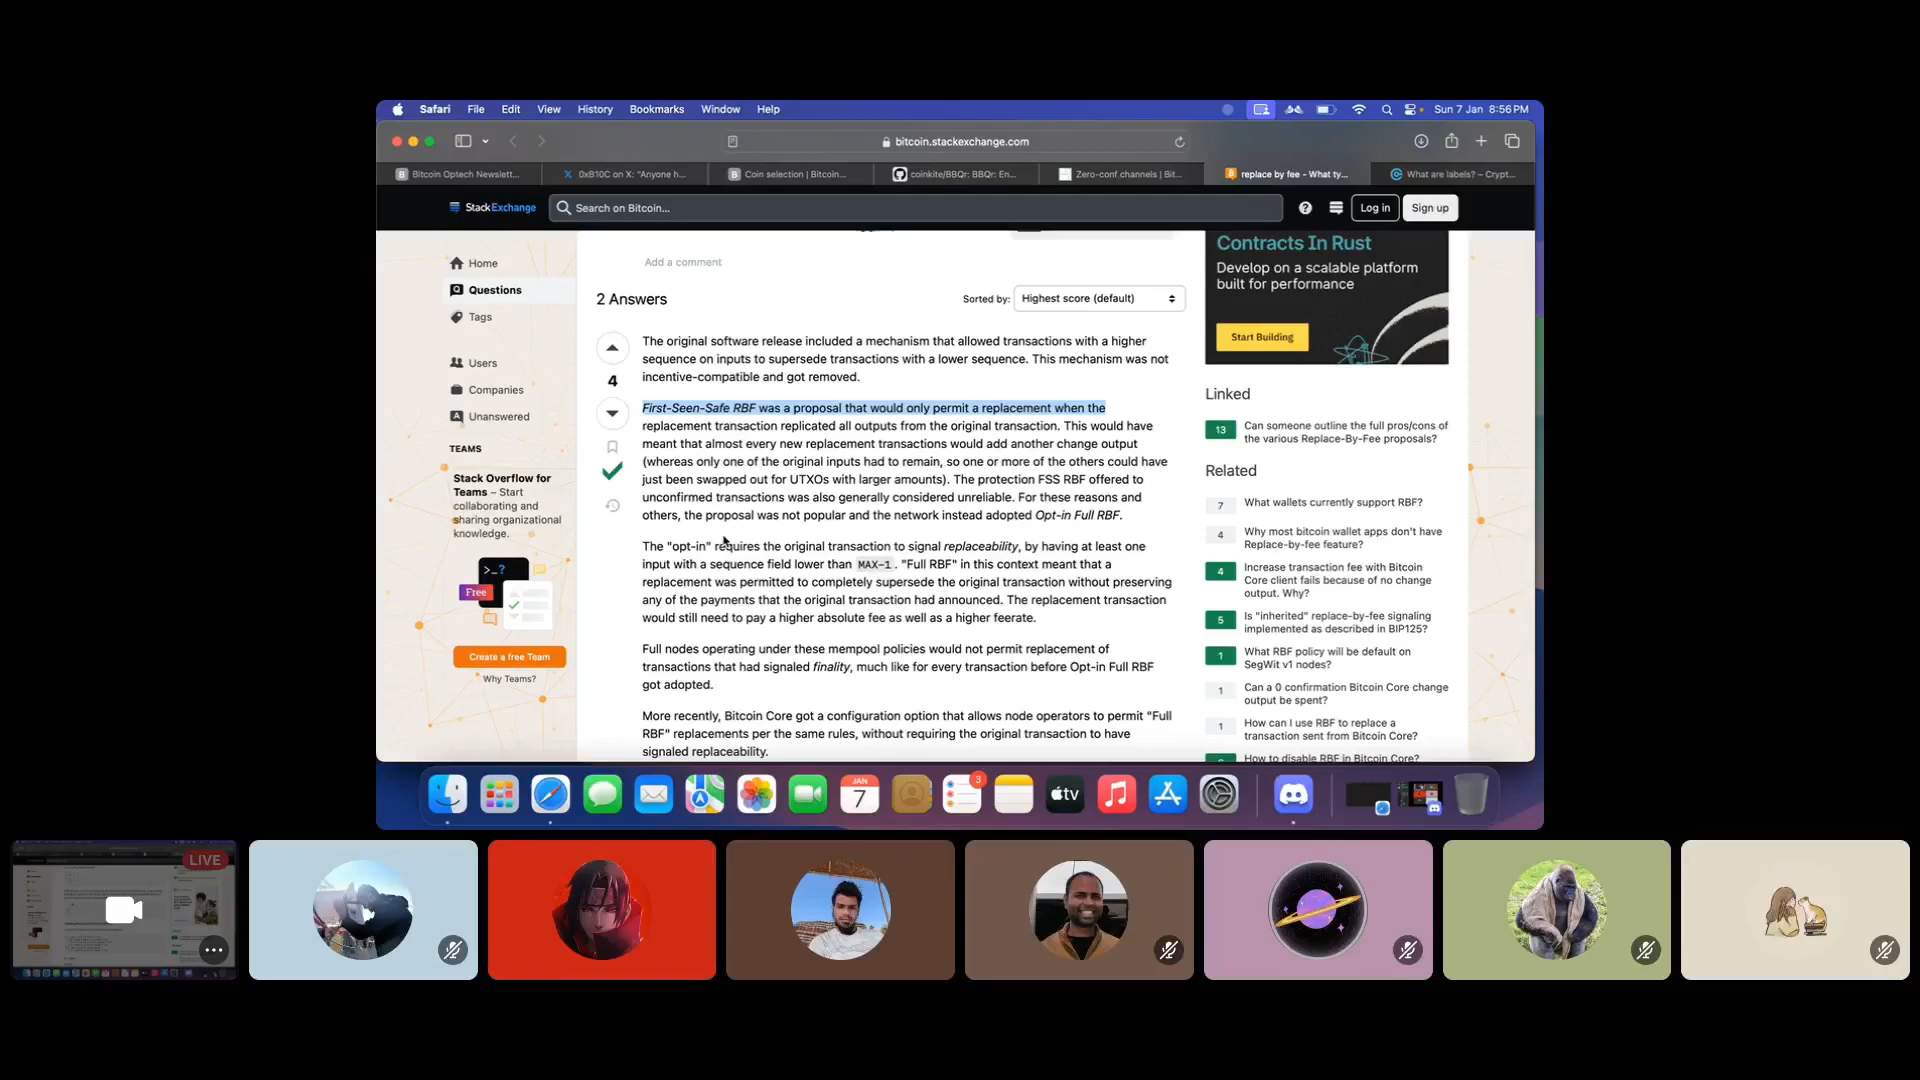 Safari File Edit View History Bookmarks Window Help Sun 7 Jan 8:56 PM
bitcoin.stackexchange.com
Bitcoin Optech Newslett... 0xB10C on X: "Anyone h... Coin selection | Bitcoin... coinkite/BBQr: BBQr: En... Zero-conf channels | Bit... replace by fee - What ty... What are labels? – Crypt...
StackExchange Search on Bitcoin... Log in Sign up
Home
Questions
Tags
Users
Companies
Unanswered
TEAMS
Stack Overflow for
Teams – Start
collaborating and
sharing organizational
knowledge.
>_?
Free
Create a free Team
Why Teams?
Add a comment
2 Answers
Sorted by: Highest score (default)
4
The original software release included a mechanism that allowed transactions with a higher
sequence on inputs to supersede transactions with a lower sequence. This mechanism was not
incentive-compatible and got removed.
First-Seen-Safe RBF was a proposal that would only permit a replacement when the
replacement transaction replicated all outputs from the original transaction. This would have
meant that almost every new replacement transactions would add another change output
(whereas only one of the original inputs had to remain, so one or more of the others could have
just been swapped out for UTXOs with larger amounts). The protection FSS RBF offered to
unconfirmed transactions was also generally considered unreliable. For these reasons and
others, the proposal was not popular and the network instead adopted Opt-in Full RBF.
The "opt-in" requires the original transaction to signal replaceability, by having at least one
input with a sequence field lower than MAX-1. "Full RBF" in this context meant that a
replacement was permitted to completely supersede the original transaction without preserving
any of the payments that the original transaction had announced. The replacement transaction
would still need to pay a higher absolute fee as well as a higher feerate.
Full nodes operating under these mempool policies would not permit replacement of
transactions that had signaled finality, much like for every transaction before Opt-in Full RBF
got adopted.
More recently, Bitcoin Core got a configuration option that allows node operators to permit "Full
RBF" replacements per the same rules, without requiring the original transaction to have
signaled replaceability.
Contracts In Rust
Develop on a scalable platform
built for performance
Start Building
Linked
13 Can someone outline the full pros/cons of
the various Replace-By-Fee proposals?
Related
7 What wallets currently support RBF?
4 Why most bitcoin wallet apps don't have
Replace-by-fee feature?
4 Increase transaction fee with Bitcoin
Core client fails because of no change
output. Why?
5 Is "inherited" replace-by-fee signaling
implemented as described in BIP125?
1 What RBF policy will be default on
SegWit v1 nodes?
1 Can a 0 confirmation Bitcoin Core change
output be spent?
1 How can I use RBF to replace a
transaction sent from Bitcoin Core?
How to disable RBF in Bitcoin Core?
JAN
7
3
tv
LIVE